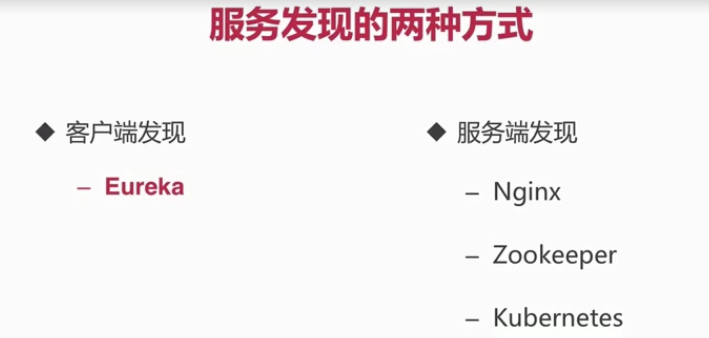 服务发现的两种方式
◆ 客户端发现
– Eureka
◆ 服务端发现
– Nginx
– Zookeeper
– Kubernetes